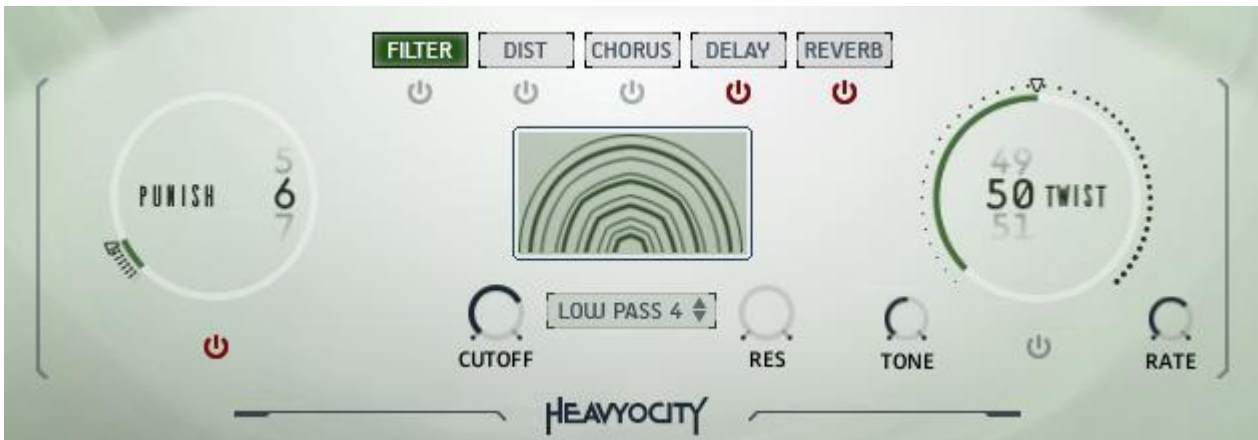 FILTER DIST CHORUS DELAY REVERB
5
49
PUNISH 6
50 TWIST
7
51
LOW PASS 4
CUTOFF RES TONE RATE
HEAVYOCITY